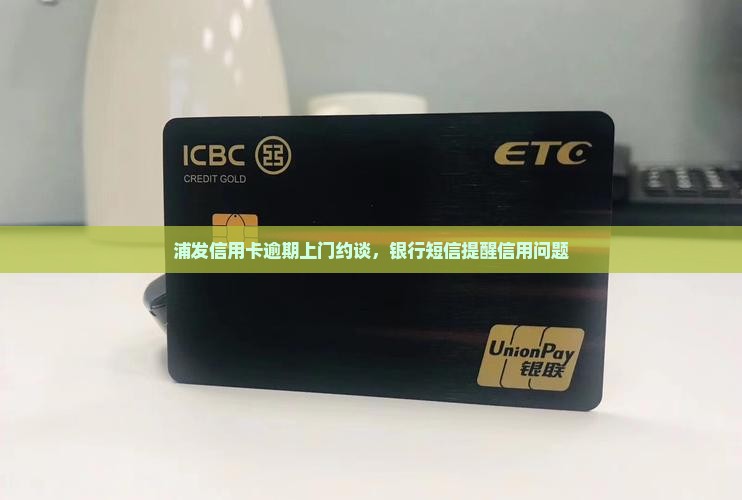 ICBC
ETC
CREDIT GOLD
浦发信用卡逾期上门约谈，银行短信提醒信用问题
UnionPay
银联